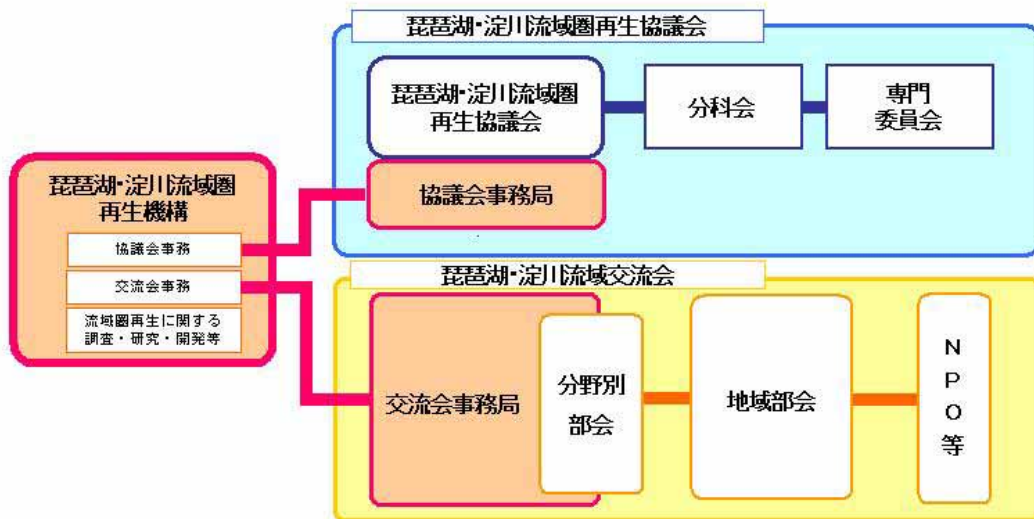 琵琶湖・淀川流域圏再生協議会
琵琶湖・淀川流域圏
再生協議会
分科会
専門
委員会
協議会事務局
琵琶湖・淀川流域圏
再生機構
協議会事務
交流会事務
流域圏再生に関する
調査・研究・開発等
琵琶湖・淀川流域交流会
交流会事務局
分野別
部会
地域部会
N
P
O
等